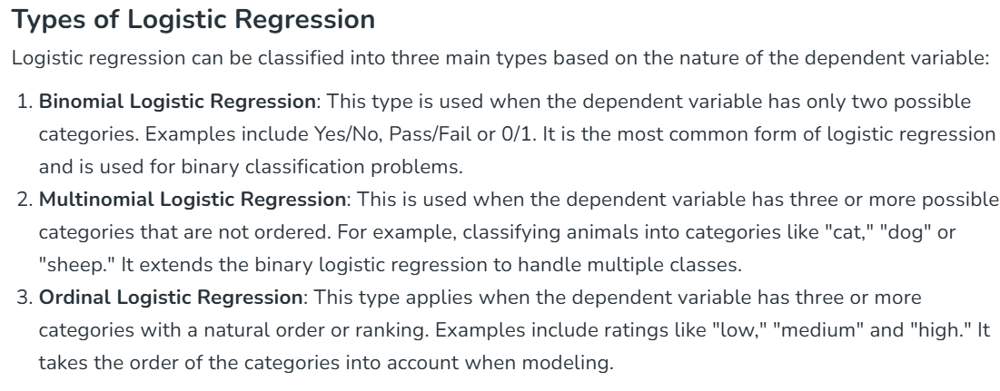 Types of Logistic Regression
Logistic regression can be classified into three main types based on the nature of the dependent variable:
1. Binomial Logistic Regression: This type is used when the dependent variable has only two possible
categories. Examples include Yes/No, Pass/Fail or 0/1. It is the most common form of logistic regression
and is used for binary classification problems.
2. Multinomial Logistic Regression: This is used when the dependent variable has three or more possible
categories that are not ordered. For example, classifying animals into categories like "cat," "dog" or
"sheep." It extends the binary logistic regression to handle multiple classes.
3. Ordinal Logistic Regression: This type applies when the dependent variable has three or more
categories with a natural order or ranking. Examples include ratings like "low," "medium" and "high." It
takes the order of the categories into account when modeling.